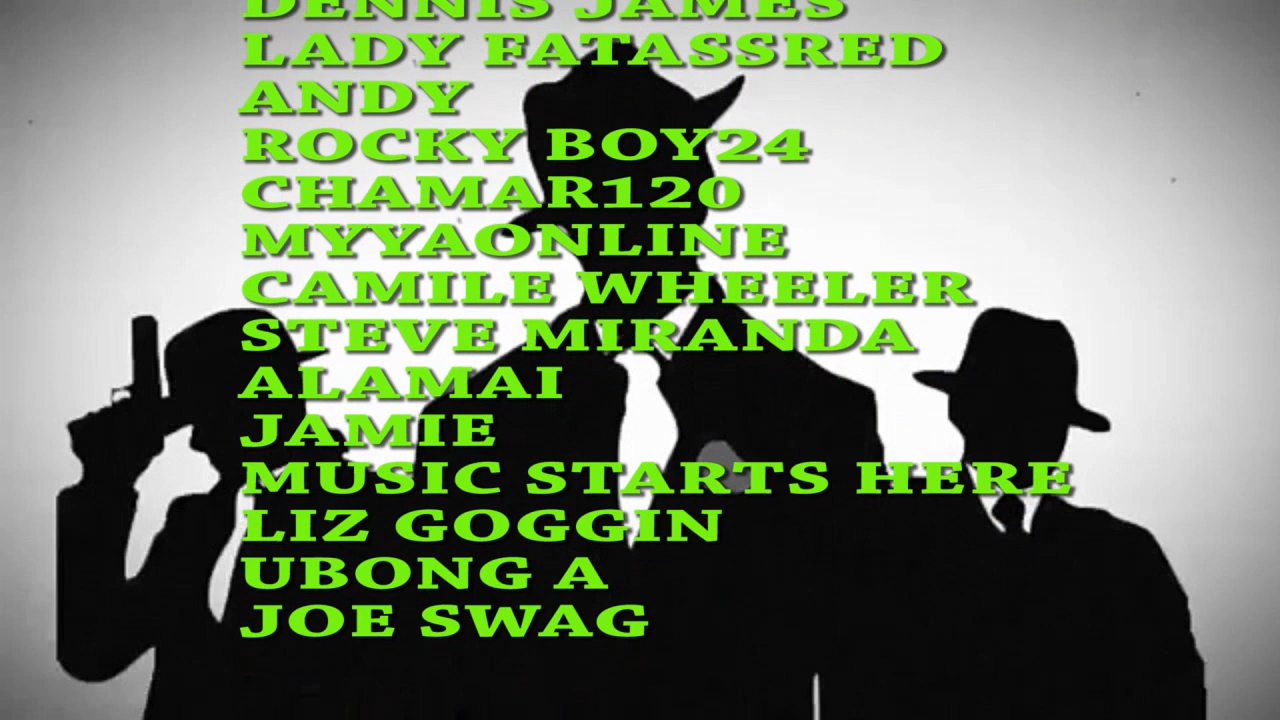 DENNIS JAMES
LADY FATASSRED
ANDY
ROCKY BOY24
CHAMAR120
MYYAONLINE
CAMILE WHEELER
STEVE MIRANDA
ALAMAI
JAMIE
MUSIC STARTS HERE
LIZ GOGGIN
UBONG A
JOE SWAG